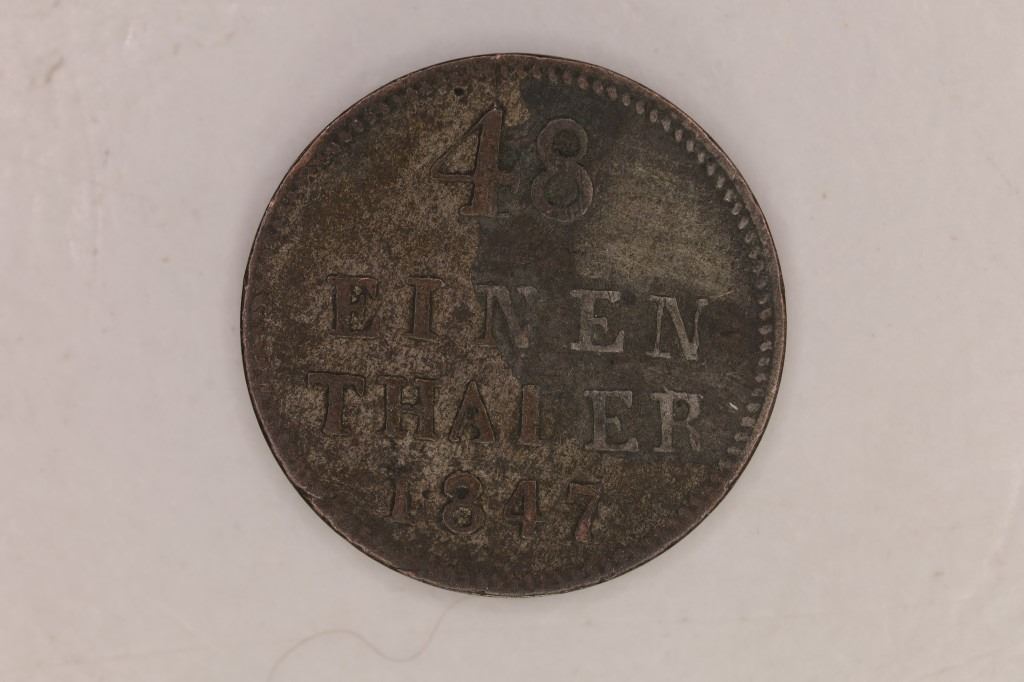 48
EINEN
THALER
1847